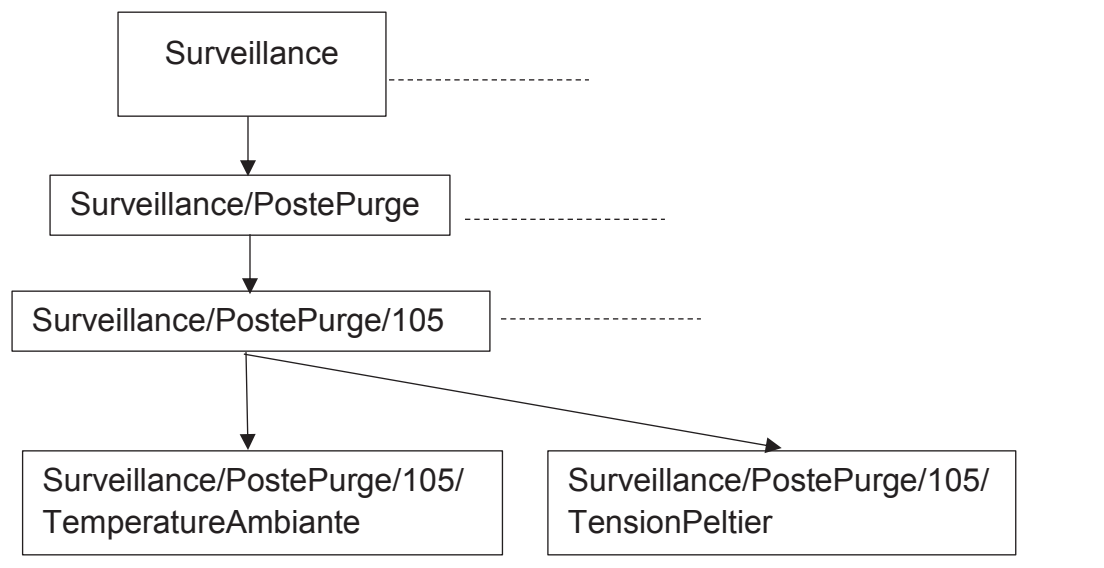 Surveillance
Surveillance/PostePurge
Surveillance/PostePurge/105
Surveillance/PostePurge/105/
TemperatureAmbiante
Surveillance/PostePurge/105/
TensionPeltier